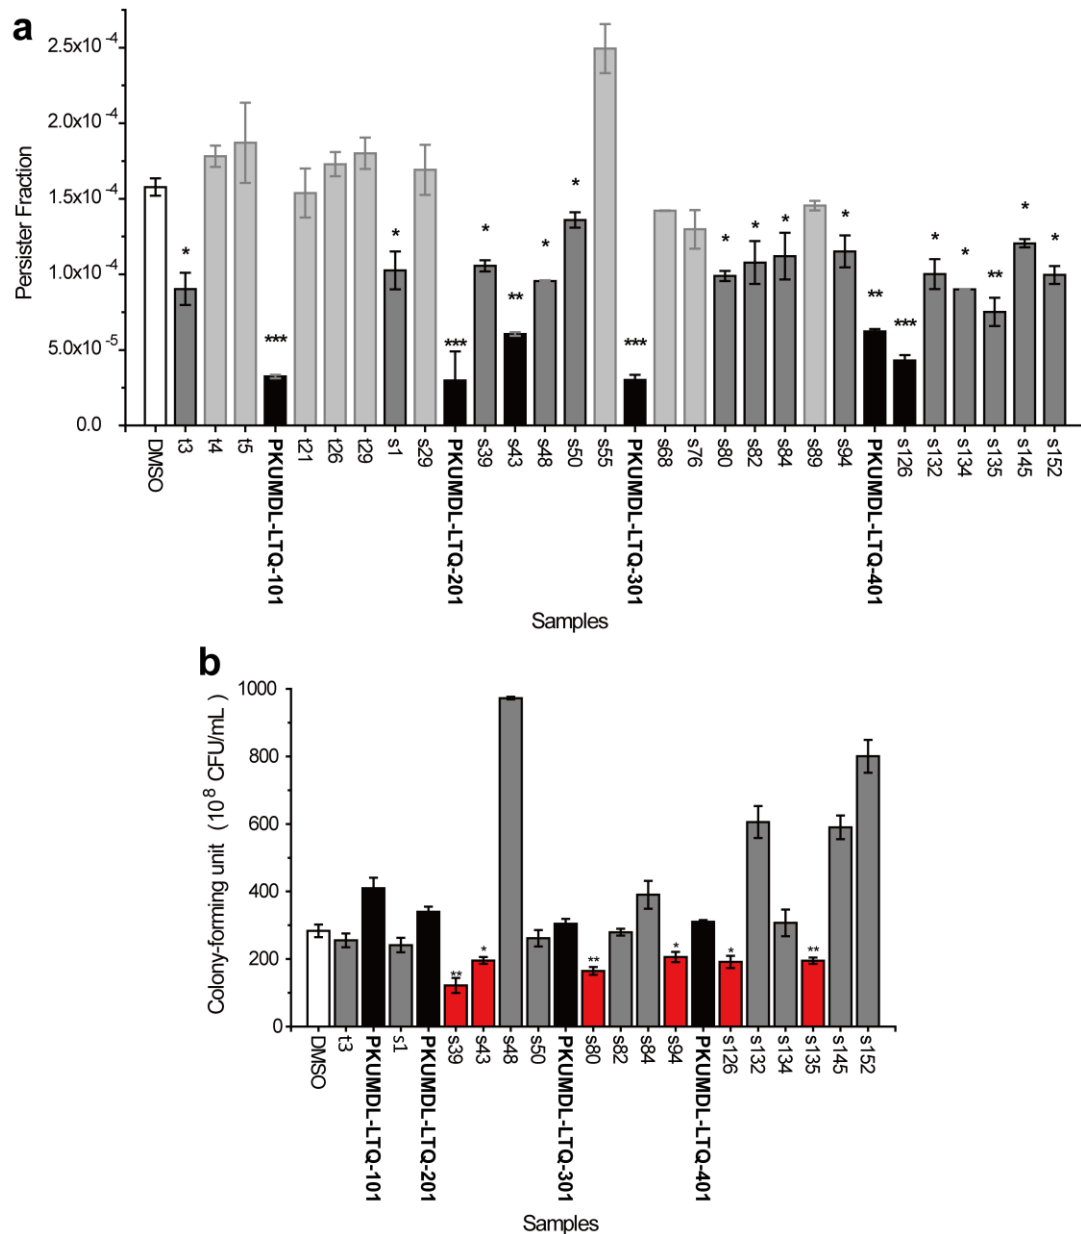 a
Persister Fraction
2.5x10-4
2.0x10-4
1.5x10-4
1.0x10-4
5.0x10-5
0.0
* *** * *** * ** * * *** * * * * ** *** * * ** * *
DMSO t3 t4 t5 PKUMDL-LTQ-101 t21 t26 t29 s1 s29 PKUMDL-LTQ-201 s39 s43 s48 s50 s55 PKUMDL-LTQ-301 s68 s76 s80 s82 s84 s89 s94 PKUMDL-LTQ-401 s126 s132 s134 s135 s145 s152
Samples
b
Colony-forming unit (10^8 CFU/mL)
1000
800
600
400
200
0
** * ** * * **
DMSO t3 PKUMDL-LTQ-101 s1 PKUMDL-LTQ-201 s39 s43 s48 s50 PKUMDL-LTQ-301 s80 s82 s84 s94 PKUMDL-LTQ-401 s126 s132 s134 s135 s145 s152
Samples